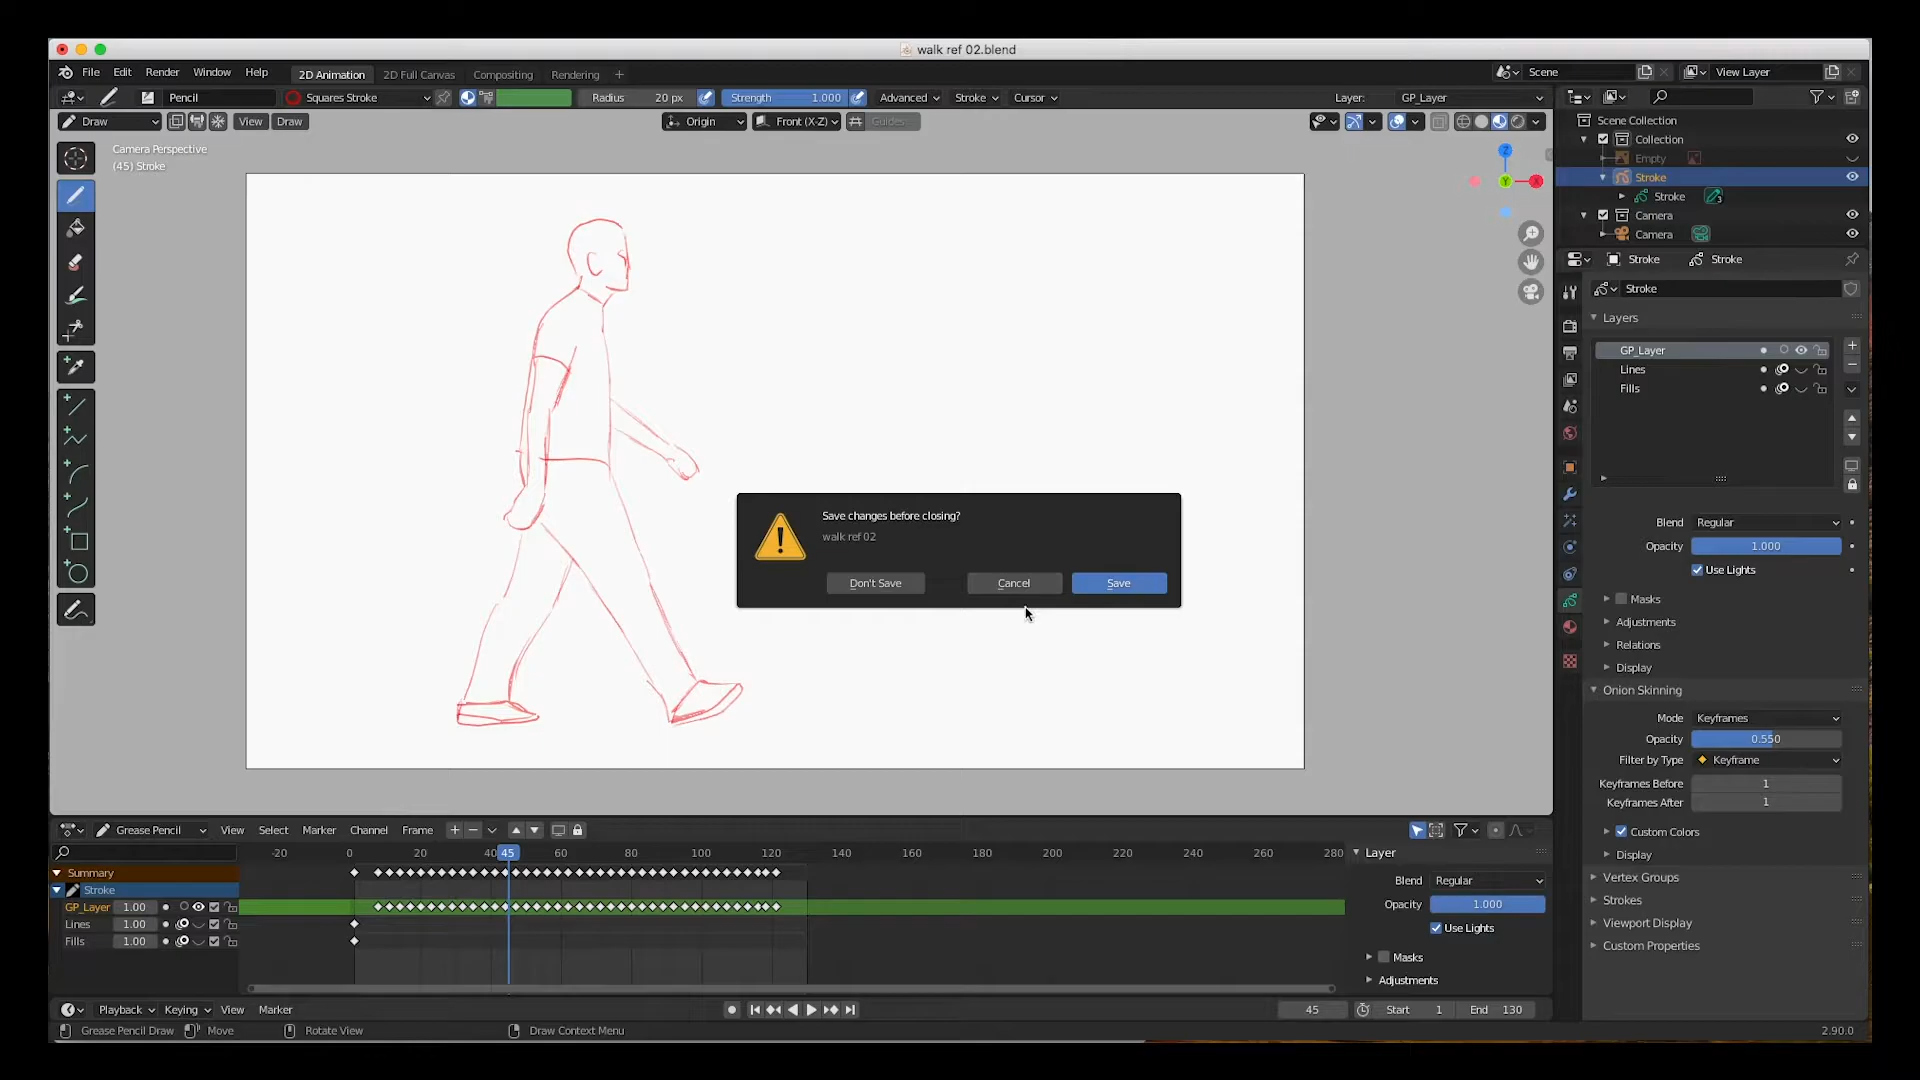 walk ref 02.blend
File Edit Render Window Help 2D Animation 2D Full Canvas Compositing Rendering + Scene View Layer
Pencil Squares Stroke Radius 20 px Strength 1.000 Advanced Stroke Cursor Layer: GP_Layer
Draw View Draw Origin Front (X-Z) Guides
Camera Perspective
(45) Stroke
Z
Y
X
Scene Collection
Collection
Empty
Stroke
Stroke
Camera
Camera
Stroke Stroke
Stroke
Layers
GP_Layer
Lines
Fills
Blend Regular
Opacity 1.000
Use Lights
Masks
Adjustments
Relations
Display
Onion Skinning
Mode Keyframes
Opacity 0.550
Filter by Type Keyframe
Keyframes Before 1
Keyframes After 1
Custom Colors
Display
Vertex Groups
Strokes
Viewport Display
Custom Properties
Save changes before closing?
walk ref 02
Don't Save Cancel Save
Grease Pencil View Select Marker Channel Frame
-20 0 20 40 45 60 80 100 120 140 160 180 200 220 240 260 280
Summary
Stroke
GP_Layer 1.00
Lines 1.00
Fills 1.00
Layer
Blend Regular
Opacity 1.000
Use Lights
Masks
Adjustments
Playback Keying View Marker 45 Start 1 End 130
Grease Pencil Draw Move Rotate View Draw Context Menu 2.90.0